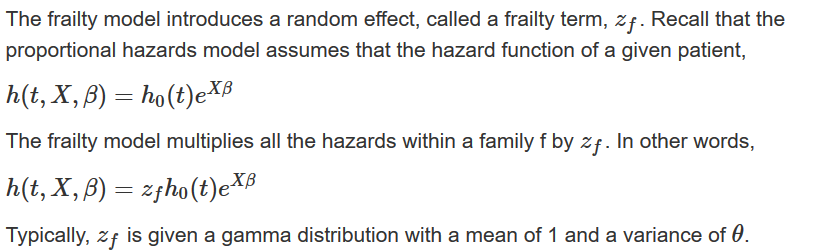 The frailty model introduces a random effect, called a frailty term, z_f. Recall that the
proportional hazards model assumes that the hazard function of a given patient,
h(t, X, β) = h₀(t)e^{Xβ}
The frailty model multiplies all the hazards within a family f by z_f. In other words,
h(t, X, β) = z_f h₀(t)e^{Xβ}
Typically, z_f is given a gamma distribution with a mean of 1 and a variance of θ.